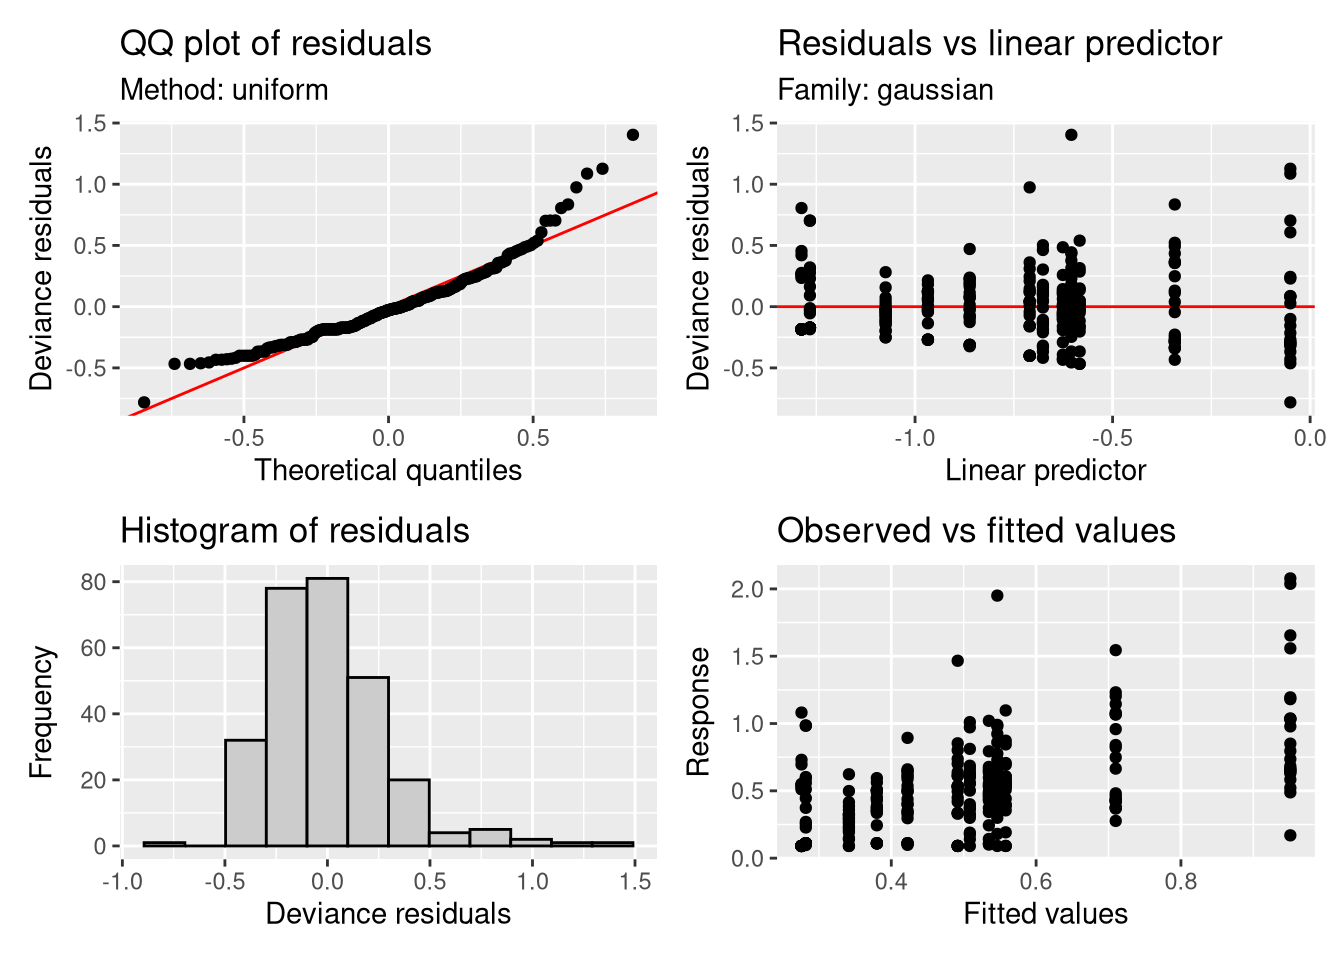 QQ plot of residuals
Method: uniform
Deviance residuals
1.5
1.0
0.5
0.0
-0.5
-0.5 0.0 0.5
Theoretical quantiles
Residuals vs linear predictor
Family: gaussian
Deviance residuals
1.5
1.0
0.5
0.0
-0.5
-1.0 -0.5 0.0
Linear predictor
Histogram of residuals
Frequency
80
60
40
20
0
-1.0 -0.5 0.0 0.5 1.0 1.5
Deviance residuals
Observed vs fitted values
Response
2.0
1.5
1.0
0.5
0.0
0.4 0.6 0.8
Fitted values